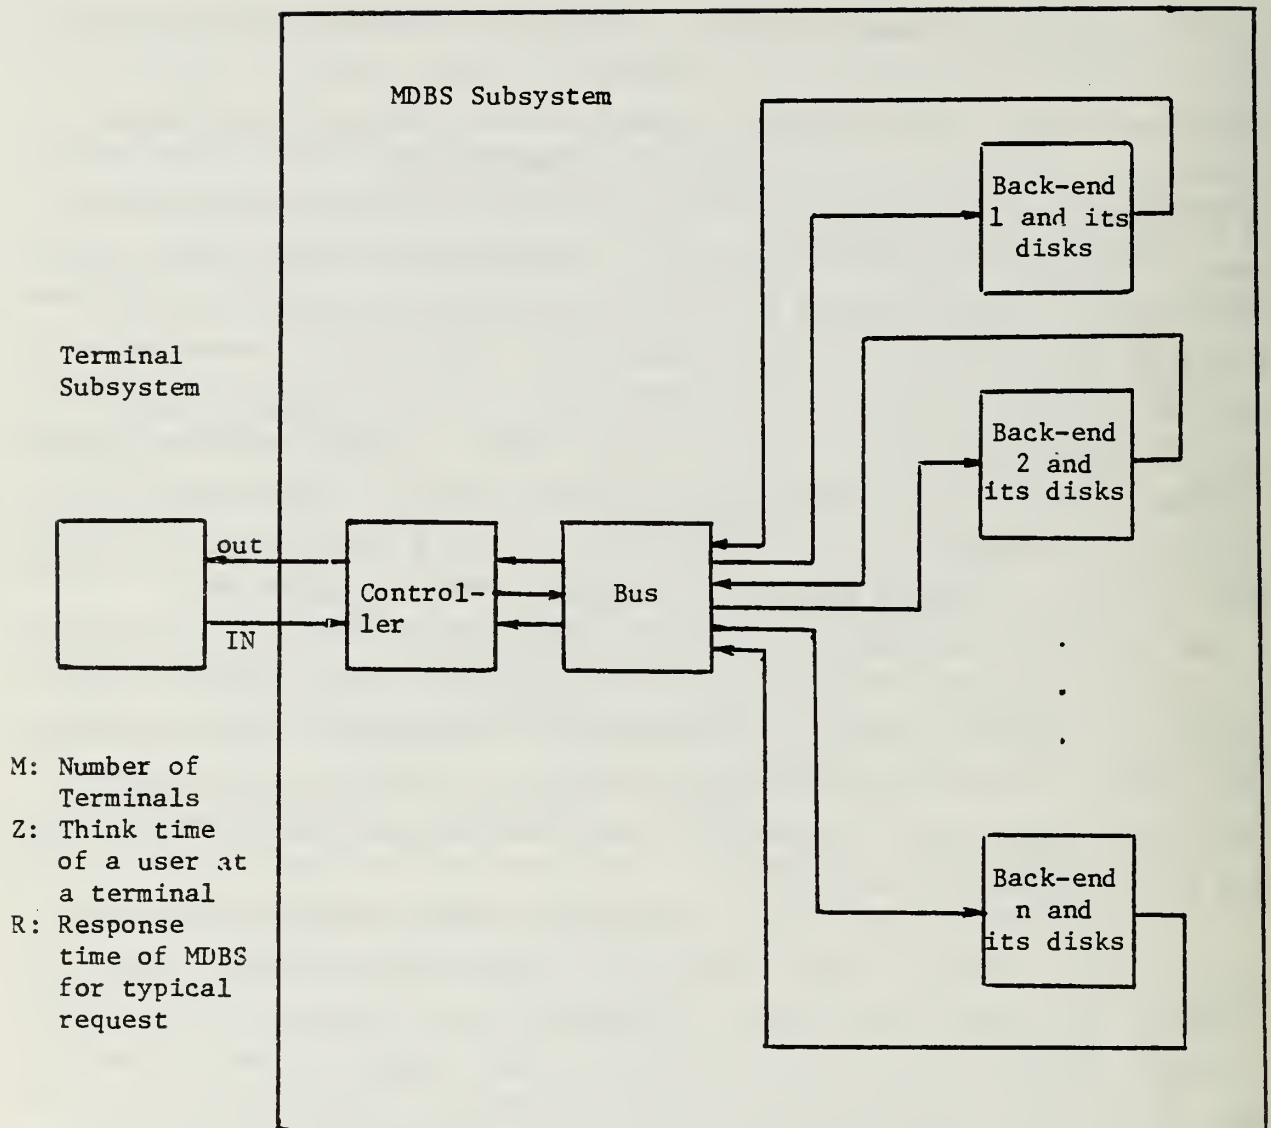 MDBS Subsystem
Back-end
1 and its
disks
Terminal
Subsystem
Back-end
2 and
its disks
out
IN
Control-
ler
Bus
.
.
.
M: Number of
Terminals
Z: Think time
of a user at
a terminal
R: Response
time of MDBS
for typical
request
Back-end
n and
its disks